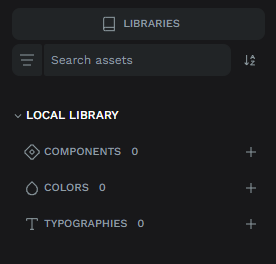 LIBRARIES
Search assets
LOCAL LIBRARY
COMPONENTS 0
COLORS 0
TYPOGRAPHIES 0